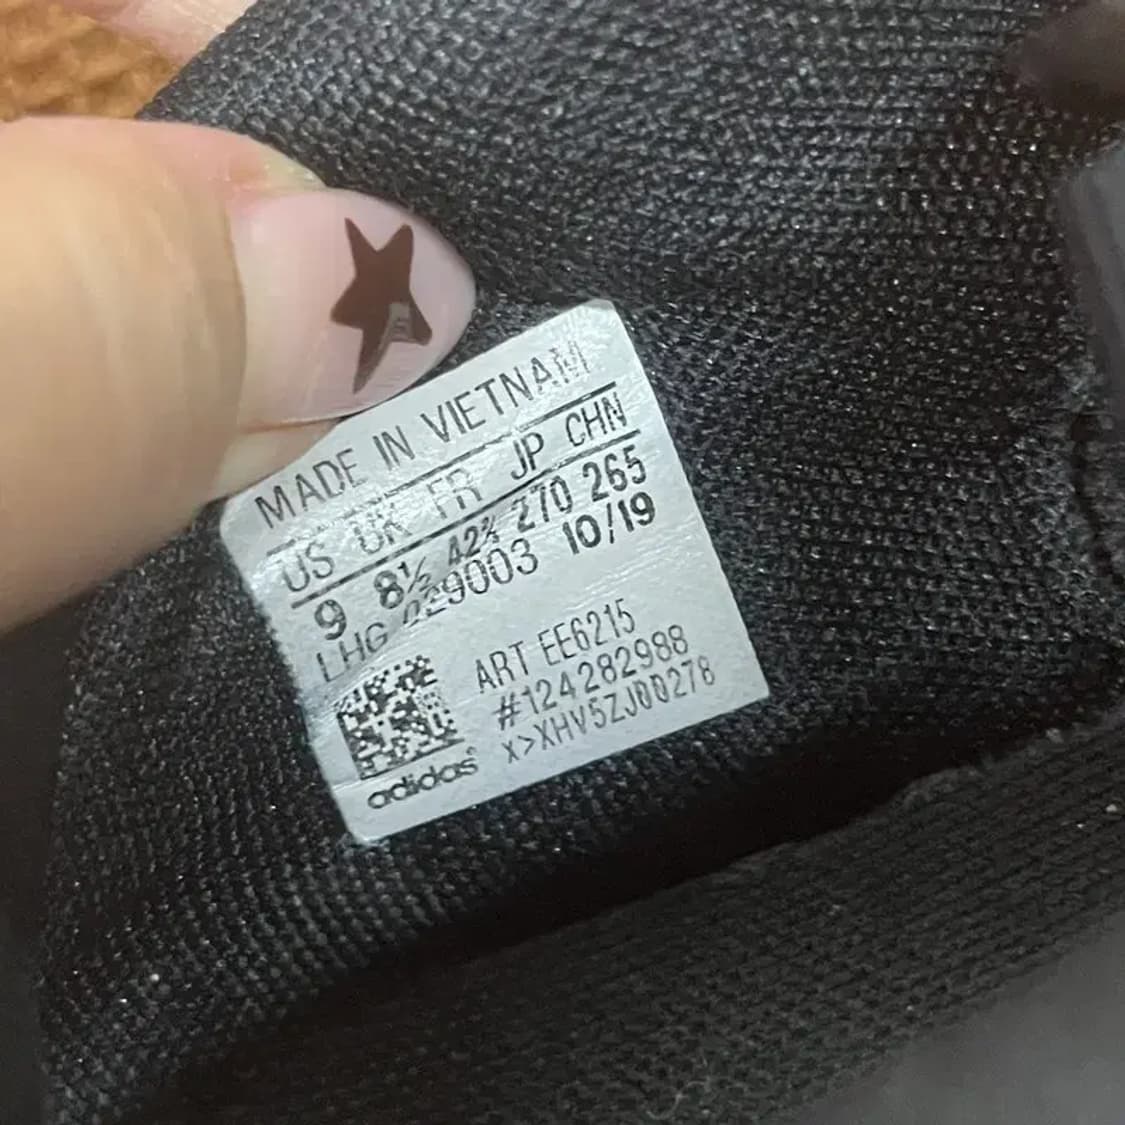 MADE IN VIETNAM
US UK FR JP CHN
9 8½ 42⅔ 270 265
LHG 029003 10/19
ART EE6215
#124282988
x>XHV5ZJ00278
adidas